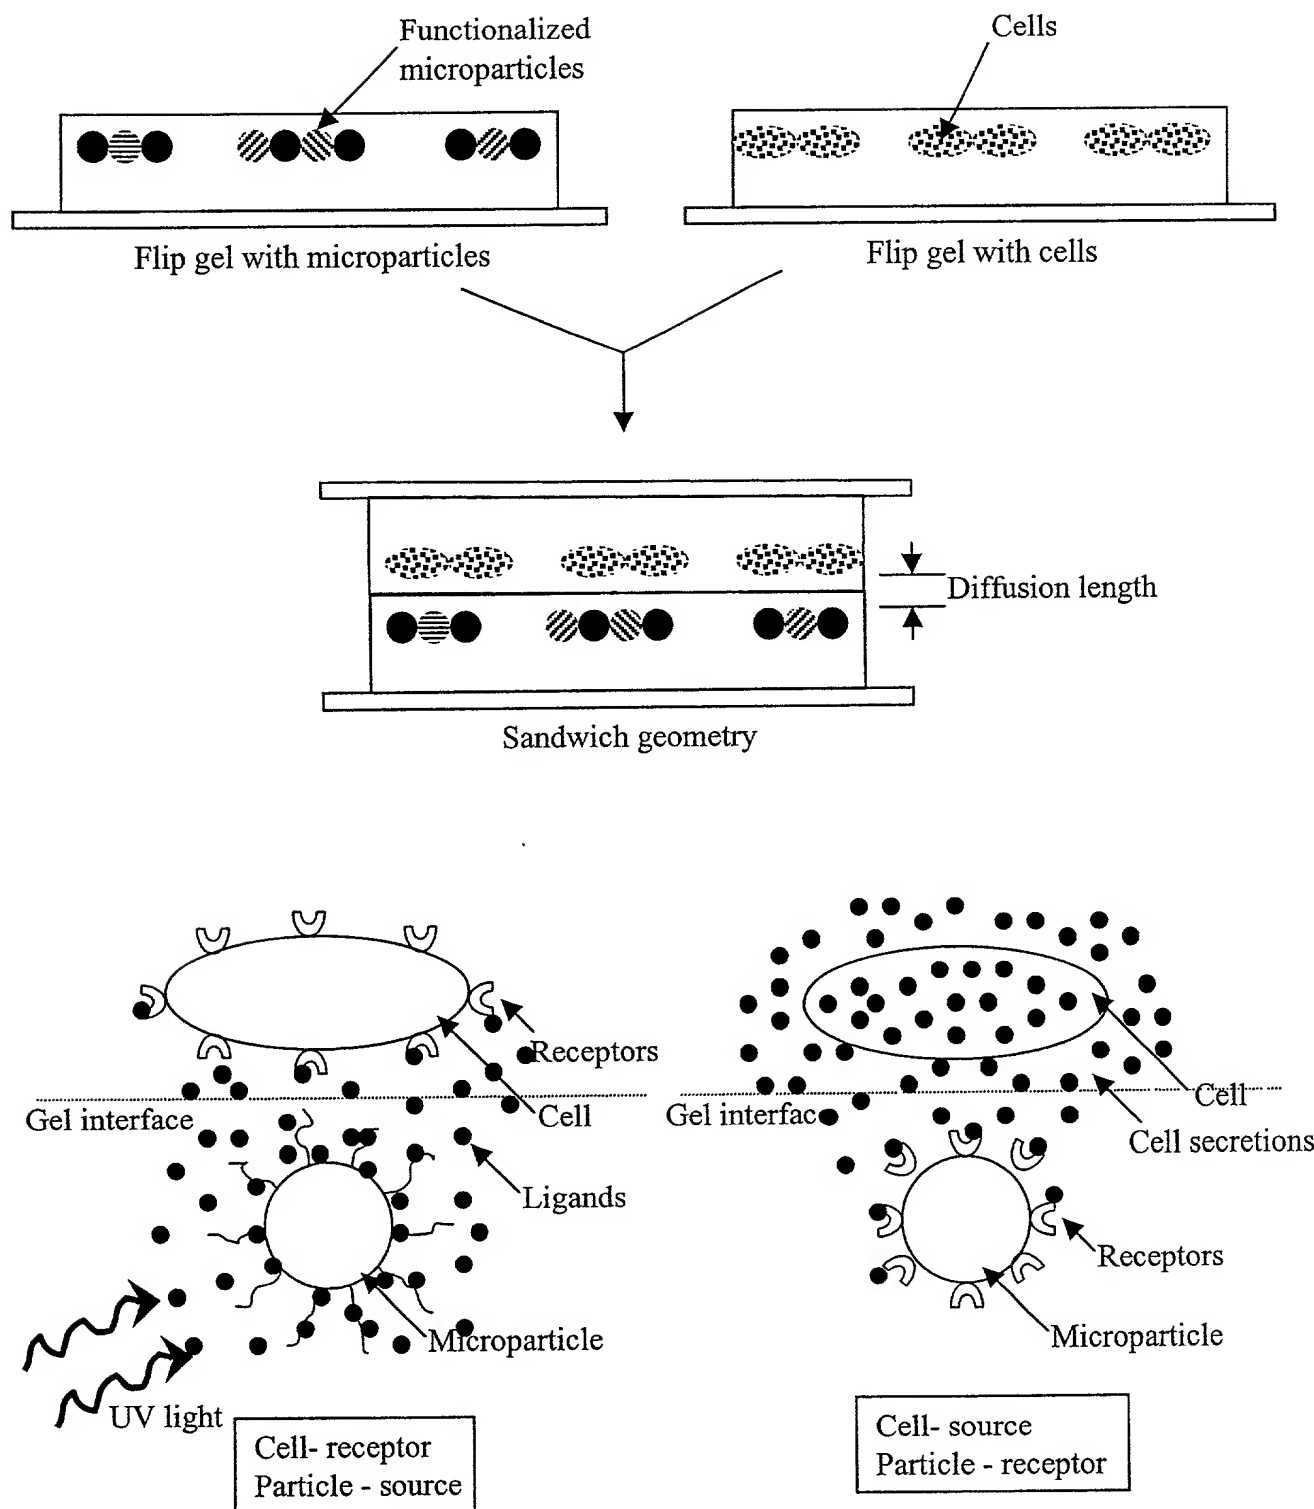 Functionalized
microparticles
Cells
Flip gel with microparticles
Flip gel with cells
Diffusion length
Sandwich geometry
Receptors
Gel interface
Cell
Ligands
Microparticle
UV light
Cell- receptor
Particle - source
Gel interface
Cell
Cell secretions
Receptors
Microparticle
Cell- source
Particle - receptor